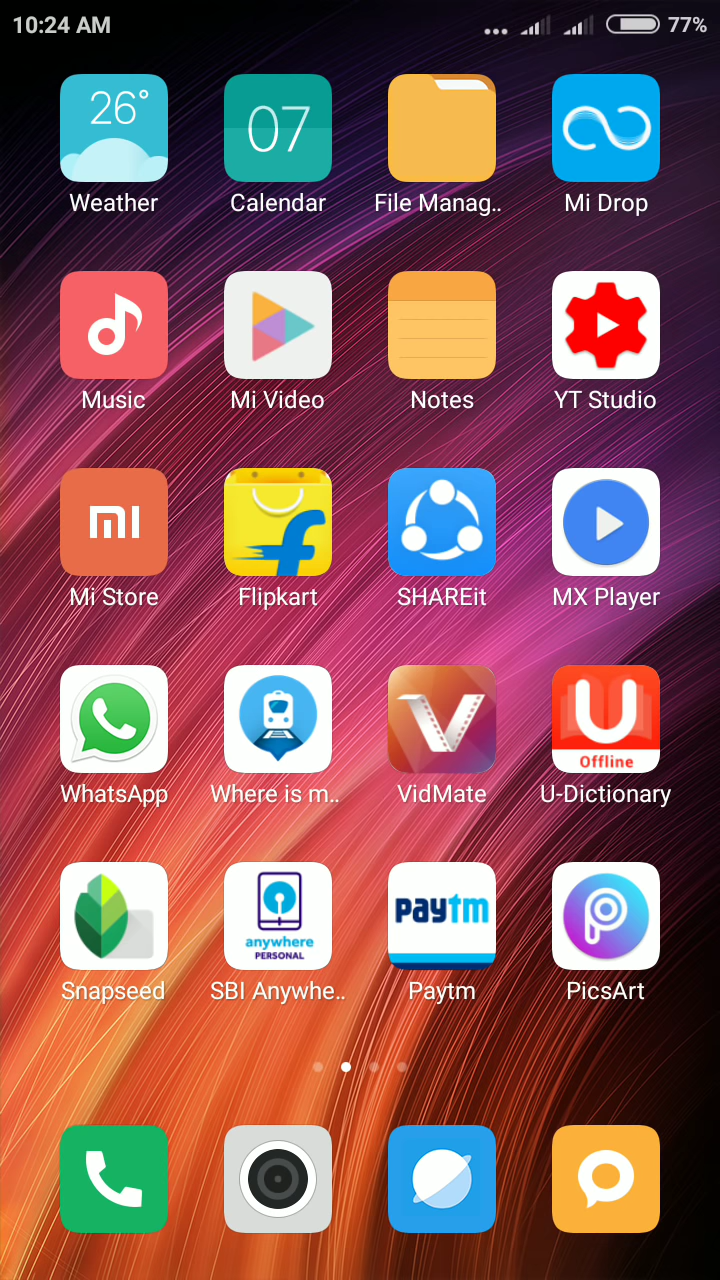 10:24 AM 77%
26°
07
Weather Calendar File Manag.. Mi Drop
Music Mi Video Notes YT Studio
mi
Mi Store Flipkart SHAREit MX Player
U
Offline
WhatsApp Where is m.. VidMate U-Dictionary
anywhere
PERSONAL
paytm
Snapseed SBI Anywhe.. Paytm PicsArt